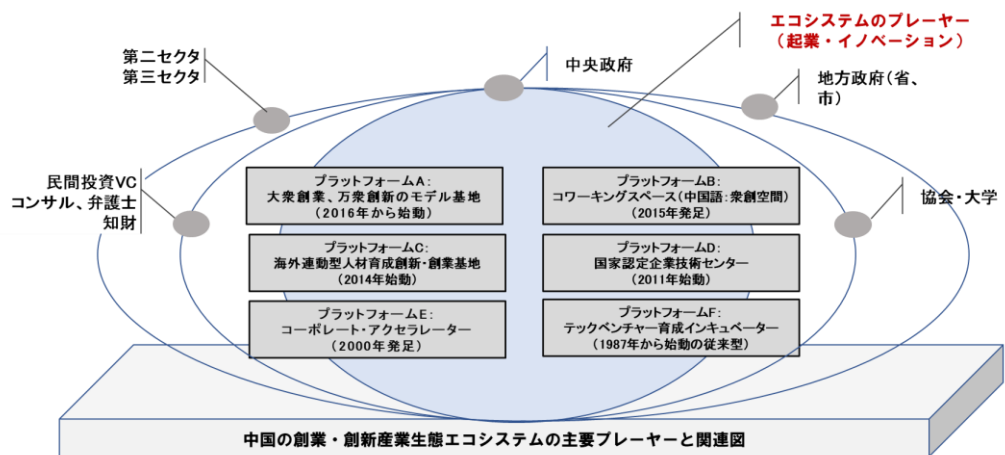 エコシステムのプレーヤー
（起業・イノベーション）
第二セクタ
第三セクタ
中央政府
地方政府（省、
市）
民間投資VC
コンサル、弁護士
知財
協会・大学
プラットフォームA：
大衆創業、万衆創新のモデル基地
（2016年から始動）
プラットフォームB：
コワーキングスペース（中国語：衆創空間）
（2015年発足）
プラットフォームC：
海外連動型人材育成創新・創業基地
（2014年始動）
プラットフォームD：
国家認定企業技術センター
（2011年始動）
プラットフォームE：
コーポレート・アクセラレーター
（2000年発足）
プラットフォームF：
テックベンチャー育成インキュベーター
（1987年から始動の従来型）
中国の創業・創新産業生態エコシステムの主要プレーヤーと関連図